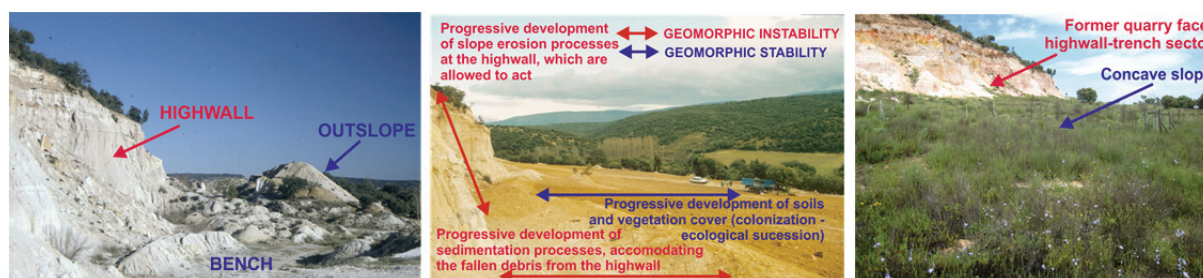 HIGHWALL
OUTSLOPE
BENCH
Progressive development
of slope erosion processes
at the highwall, which are
allowed to act
GEOMORPHIC INSTABILITY
GEOMORPHIC STABILITY
Progressive development of soils
and vegetation cover (colonization -
ecological sucession)
Progressive development of
sedimentation processes, accomodating
the fallen debris from the highwall
Former quarry face
highwall-trench secto
Concave slop